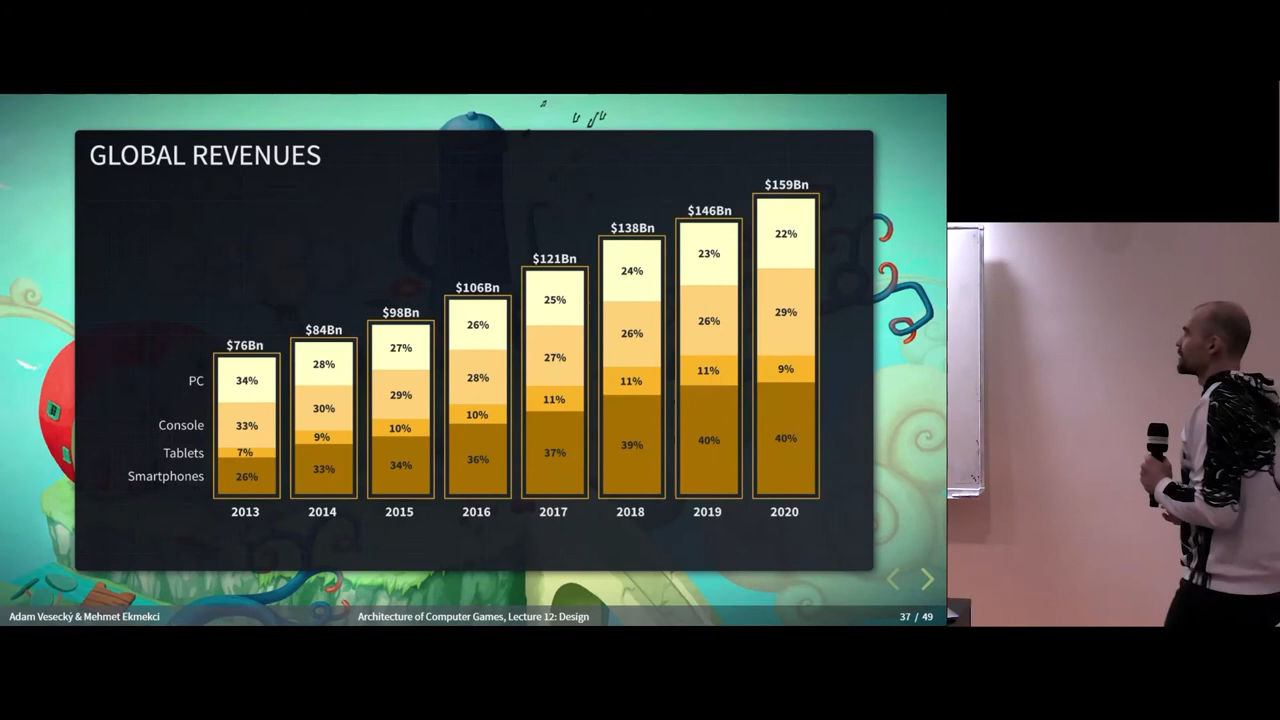 GLOBAL REVENUES
$76Bn
$84Bn
$98Bn
$106Bn
$121Bn
$138Bn
$146Bn
$159Bn
PC
34%
28%
27%
26%
25%
24%
23%
22%
Console
33%
30%
29%
28%
27%
26%
26%
29%
Tablets
7%
9%
10%
10%
11%
11%
11%
9%
Smartphones
26%
33%
34%
36%
37%
39%
40%
40%
2013
2014
2015
2016
2017
2018
2019
2020
Adam Vesecký & Mehmet Ekmekci
Architecture of Computer Games, Lecture 12: Design
37 / 49